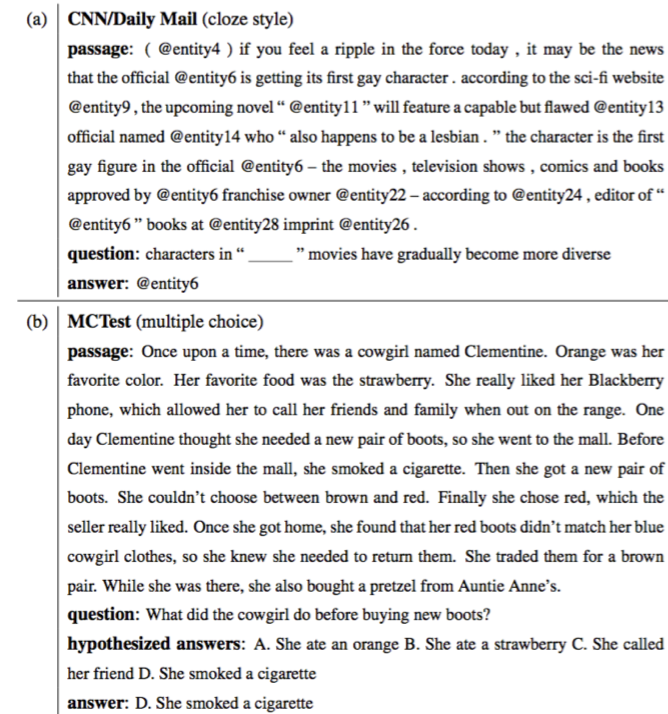 (a) CNN/Daily Mail (cloze style)
passage: ( @entity4 ) if you feel a ripple in the force today , it may be the news
that the official @entity6 is getting its first gay character . according to the sci-fi website
@entity9 , the upcoming novel “ @entity11 ” will feature a capable but flawed @entity13
official named @entity14 who “ also happens to be a lesbian . ” the character is the first
gay figure in the official @entity6 – the movies , television shows , comics and books
approved by @entity6 franchise owner @entity22 – according to @entity24 , editor of “
@entity6 ” books at @entity28 imprint @entity26 .
question: characters in “ ______ ” movies have gradually become more diverse
answer: @entity6
(b) MCTest (multiple choice)
passage: Once upon a time, there was a cowgirl named Clementine. Orange was her
favorite color. Her favorite food was the strawberry. She really liked her Blackberry
phone, which allowed her to call her friends and family when out on the range. One
day Clementine thought she needed a new pair of boots, so she went to the mall. Before
Clementine went inside the mall, she smoked a cigarette. Then she got a new pair of
boots. She couldn’t choose between brown and red. Finally she chose red, which the
seller really liked. Once she got home, she found that her red boots didn’t match her blue
cowgirl clothes, so she knew she needed to return them. She traded them for a brown
pair. While she was there, she also bought a pretzel from Auntie Anne’s.
question: What did the cowgirl do before buying new boots?
hypothesized answers: A. She ate an orange B. She ate a strawberry C. She called
her friend D. She smoked a cigarette
answer: D. She smoked a cigarette